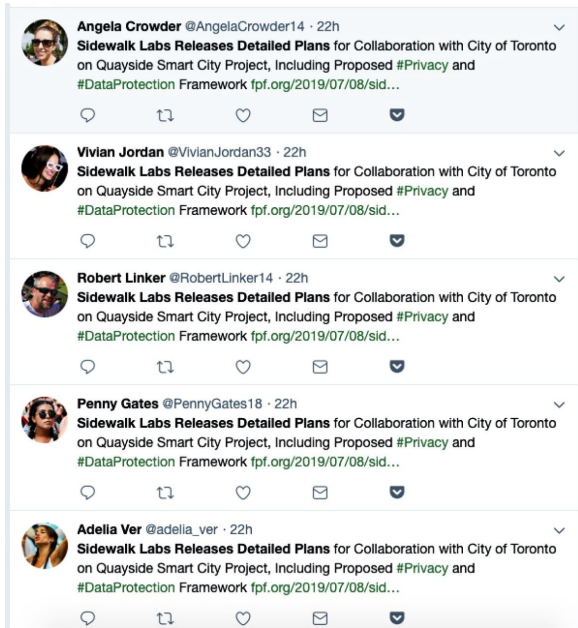 Angela Crowder @AngelaCrowder14 · 22h
Sidewalk Labs Releases Detailed Plans for Collaboration with City of Toronto
on Quayside Smart City Project, Including Proposed #Privacy and
#DataProtection Framework fpf.org/2019/07/08/sid…
Vivian Jordan @VivianJordan33 · 22h
Sidewalk Labs Releases Detailed Plans for Collaboration with City of Toronto
on Quayside Smart City Project, Including Proposed #Privacy and
#DataProtection Framework fpf.org/2019/07/08/sid…
Robert Linker @RobertLinker14 · 22h
Sidewalk Labs Releases Detailed Plans for Collaboration with City of Toronto
on Quayside Smart City Project, Including Proposed #Privacy and
#DataProtection Framework fpf.org/2019/07/08/sid…
Penny Gates @PennyGates18 · 22h
Sidewalk Labs Releases Detailed Plans for Collaboration with City of Toronto
on Quayside Smart City Project, Including Proposed #Privacy and
#DataProtection Framework fpf.org/2019/07/08/sid…
Adelia Ver @adelia_ver · 22h
Sidewalk Labs Releases Detailed Plans for Collaboration with City of Toronto
on Quayside Smart City Project, Including Proposed #Privacy and
#DataProtection Framework fpf.org/2019/07/08/sid…